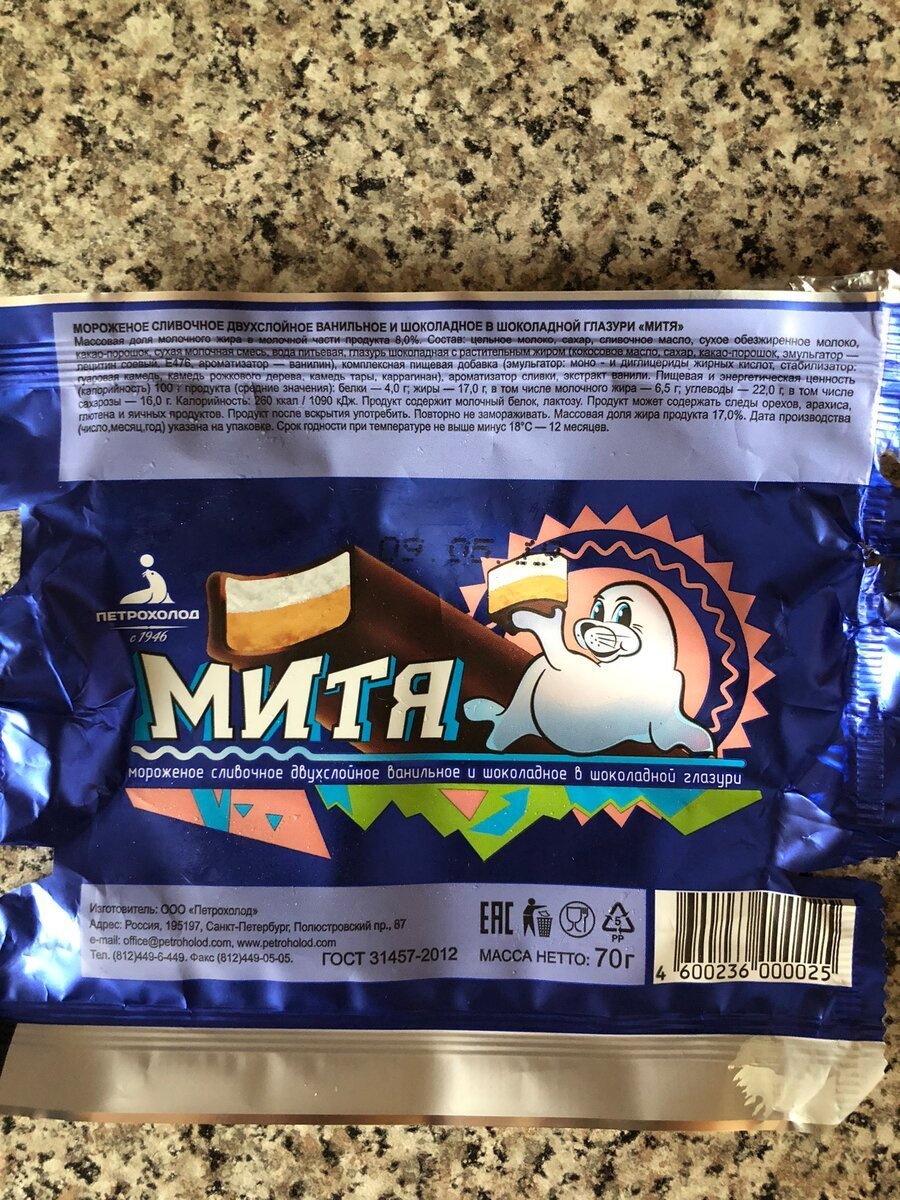 МОРОЖЕНОЕ СЛИВОЧНОЕ ДВУХСЛОЙНОЕ ВАНИЛЬНОЕ И ШОКОЛАДНОЕ В ШОКОЛАДНОЙ ГЛАЗУРИ «МИТЯ»
Массовая доля молочного жира в молочной части продукта 8,0%. Состав: цельное молоко, сахар, сливочное масло, сухое обезжиренное молоко,
какао-порошок, сухая молочная смесь, вода питьевая, глазурь шоколадная с растительным жиром (кокосовое масло, сахар, какао-порошок, эмульгатор —
лецитин соевый, E476, ароматизатор — ванилин), комплексная пищевая добавка (эмульгатор: моно - и диглицериды жирных кислот, стабилизатор:
гуаровая камедь, камедь рожкового дерева, камедь тары, каррагинан), ароматизатор сливки, экстракт ванили. Пищевая и энергетическая ценность
(калорийность) 100 г продукта (средние значения): белки — 4,0 г; жиры — 17,0 г, в том числе молочного жира — 6,5 г; углеводы — 22,0 г, в том числе
сахарозы — 16,0 г. Калорийность: 260 ккал / 1090 кДж. Продукт содержит молочный белок, лактозу. Продукт может содержать следы орехов, арахиса,
глютена и яичных продуктов. Продукт после вскрытия употребить. Повторно не замораживать. Массовая доля жира продукта 17,0%. Дата производства
(число,месяц,год) указана на упаковке. Срок годности при температуре не выше минус 18°С — 12 месяцев.
09 05
ПЕТРОХОЛОД
с 1946
МИТЯ
мороженое сливочное двухслойное ванильное и шоколадное в шоколадной глазури
Изготовитель: ООО «Петрохолод»
Адрес: Россия, 195197, Санкт-Петербург, Полюстровский пр., 87
e-mail: office@petroholod.com, www.petroholod.com
Тел. (812)449-6-449. Факс (812)449-05-05.
ГОСТ 31457-2012
EAC
5
PP
МАССА НЕТТО: 70г
4 600236 000025